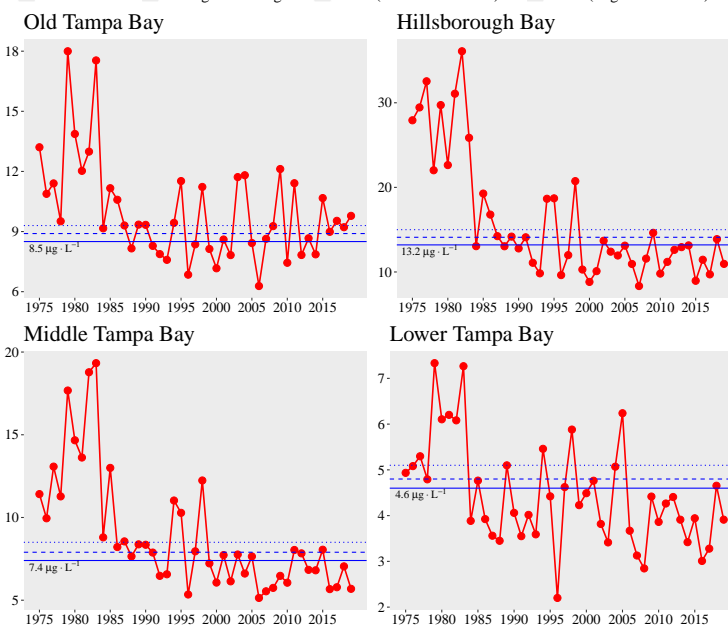 Old Tampa Bay
Hillsborough Bay
18
15
12
9
6
8.5 μg · L⁻¹
1975 1980 1985 1990 1995 2000 2005 2010 2015
30
20
10
13.2 μg · L⁻¹
1975 1980 1985 1990 1995 2000 2005 2010 2015
Middle Tampa Bay
Lower Tampa Bay
20
15
10
5
7.4 μg · L⁻¹
1975 1980 1985 1990 1995 2000 2005 2010 2015
7
6
5
4
3
2
4.6 μg · L⁻¹
1975 1980 1985 1990 1995 2000 2005 2010 2015